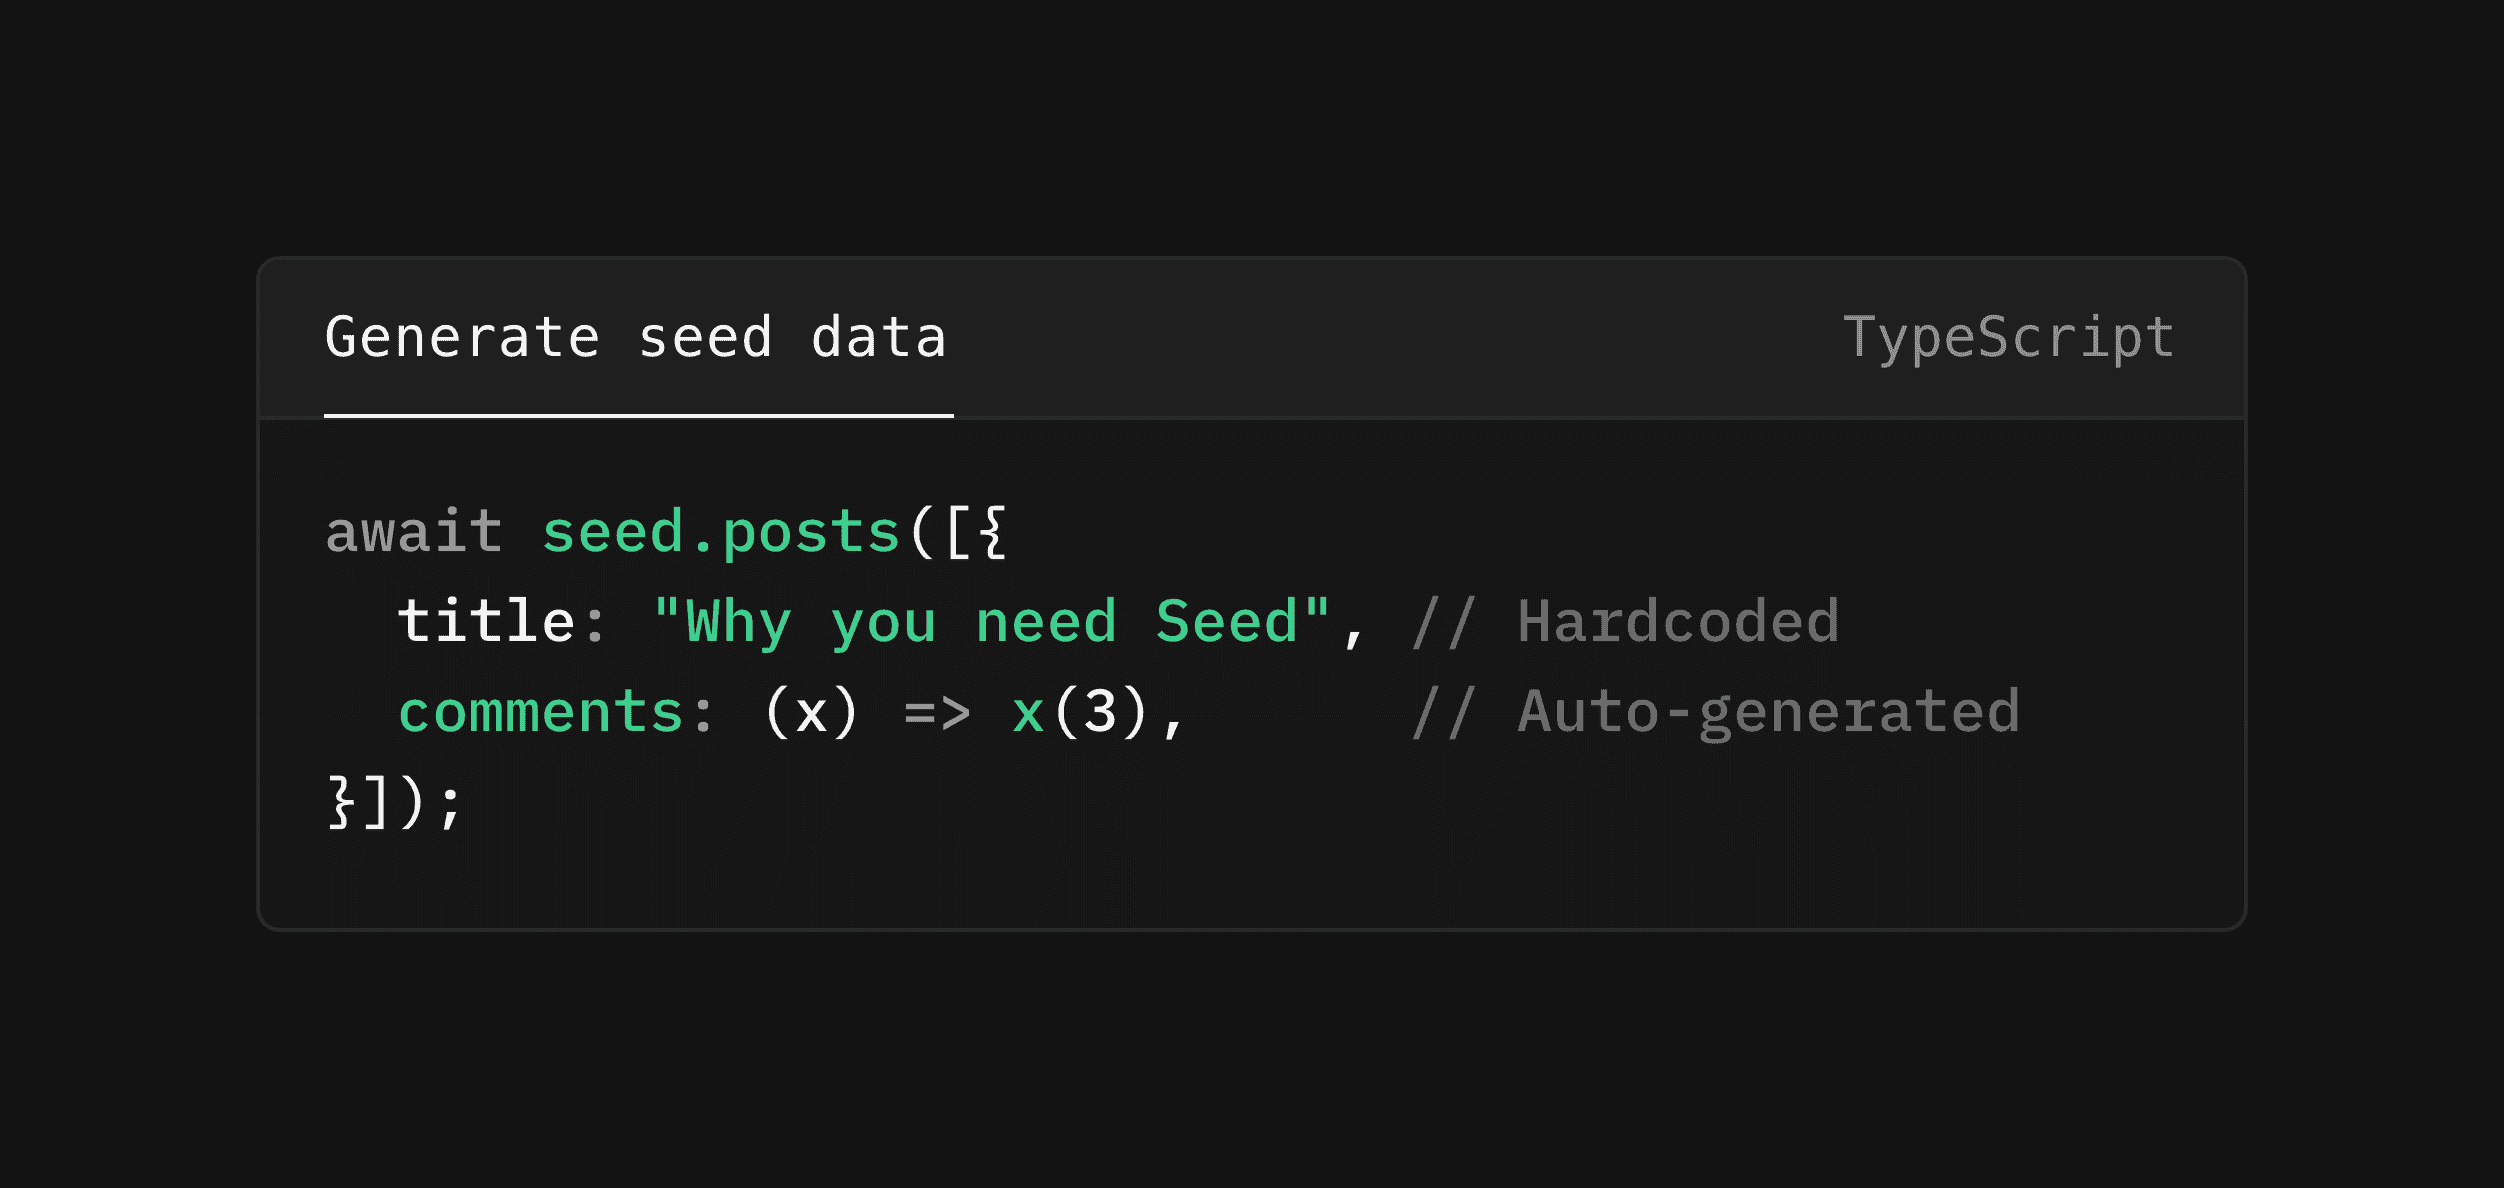 Generate seed data
TypeScript
await seed.posts([{
  title: "Why you need Seed", // Hardcoded
  comments: (x) => x(3),      // Auto-generated
}]);